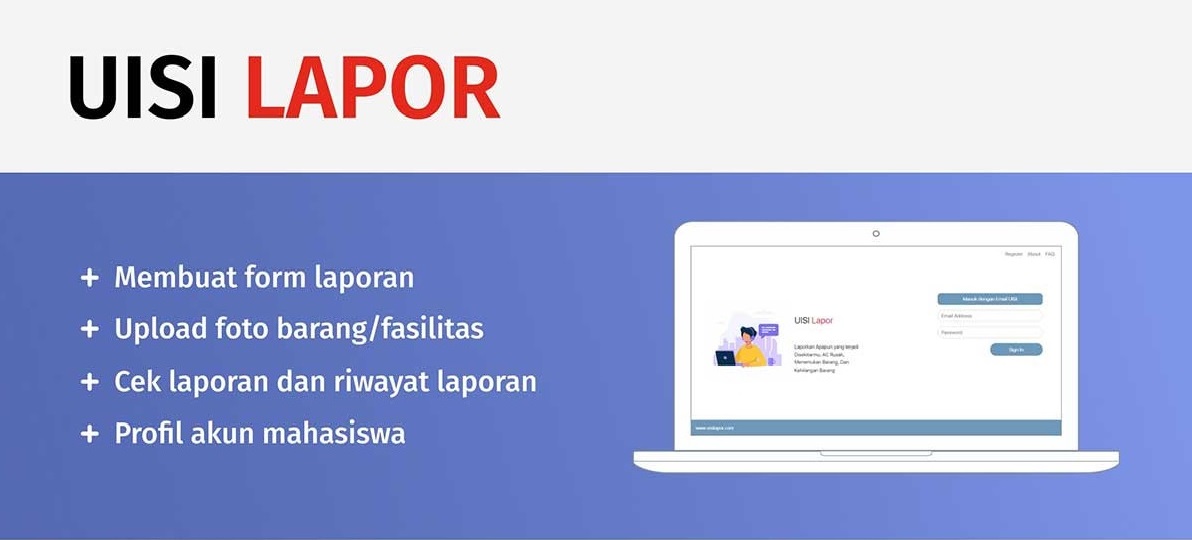 UISI LAPOR
+ Membuat form laporan
+ Upload foto barang/fasilitas
+ Cek laporan dan riwayat laporan
+ Profil akun mahasiswa
Register About FAQ
Masuk dengan Email UISI
Email Address
Password
Sign In
UISI Lapor
Laporkan Apapun yang terjadi
Disekitarmu, AC Rusak,
Menemukan Barang, Dan
Kehilangan Barang
www.uisilapor.com